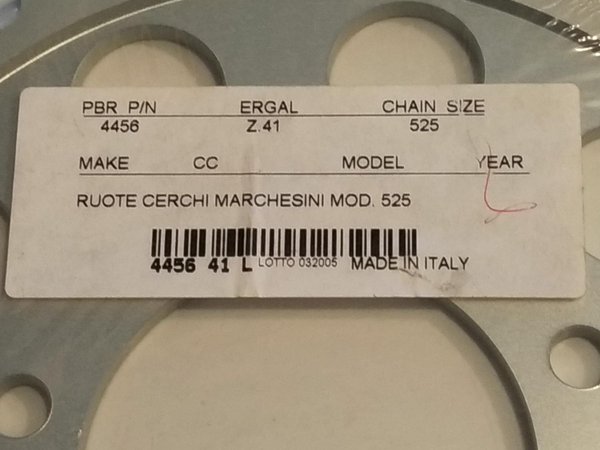 PBR P/N ERGAL CHAIN SIZE
4456 Z.41 525
MAKE CC MODEL YEAR
RUOTE CERCHI MARCHESINI MOD. 525
4456 41 L LOTTO 032005 MADE IN ITALY